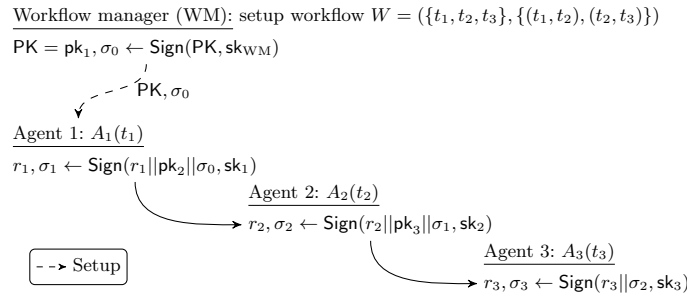 Workflow manager (WM): setup workflow W = ({t₁, t₂, t₃}, {(t₁, t₂), (t₂, t₃)})
PK = pk₁, σ₀ ← Sign(PK, sk_WM)
PK, σ₀
Agent 1: A₁(t₁)
r₁, σ₁ ← Sign(r₁||pk₂||σ₀, sk₁)
Agent 2: A₂(t₂)
r₂, σ₂ ← Sign(r₂||pk₃||σ₁, sk₂)
Agent 3: A₃(t₃)
r₃, σ₃ ← Sign(r₃||σ₂, sk₃)
Setup